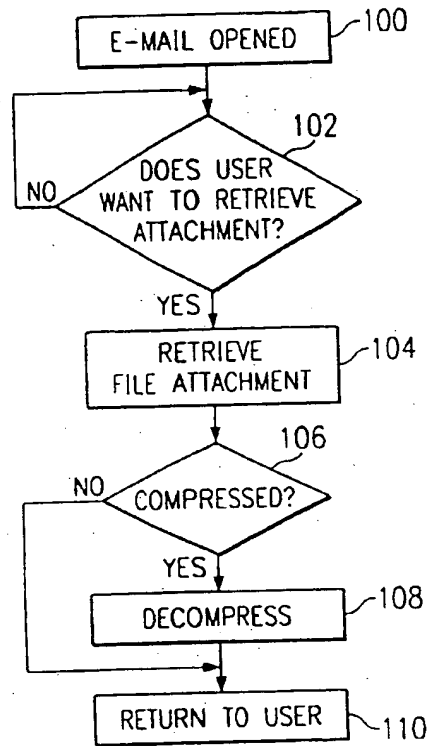 E-MAIL OPENED
100
102
DOES USER
WANT TO RETRIEVE
ATTACHMENT?
NO
YES
RETRIEVE
FILE ATTACHMENT
104
106
NO
COMPRESSED?
YES
DECOMPRESS
108
RETURN TO USER
110